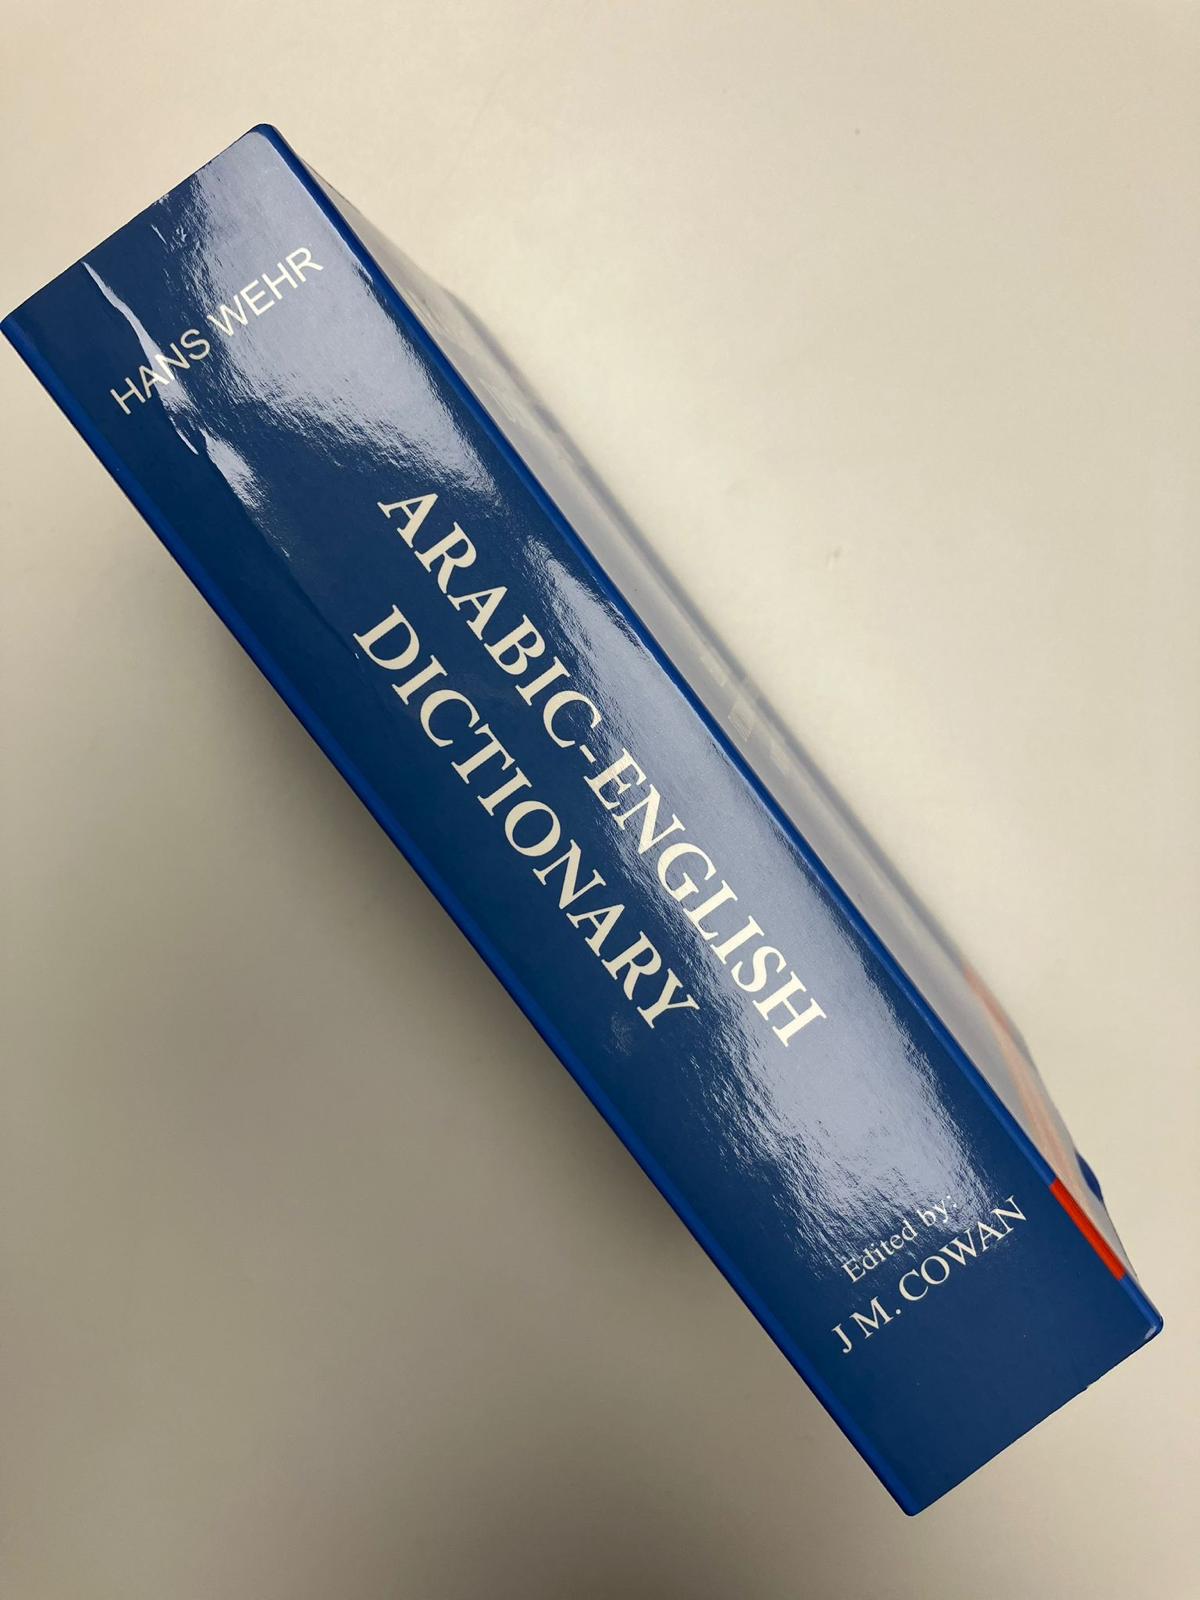 HANS WEHR
ARABIC-ENGLISH
DICTIONARY
Edited by:
J M. COWAN